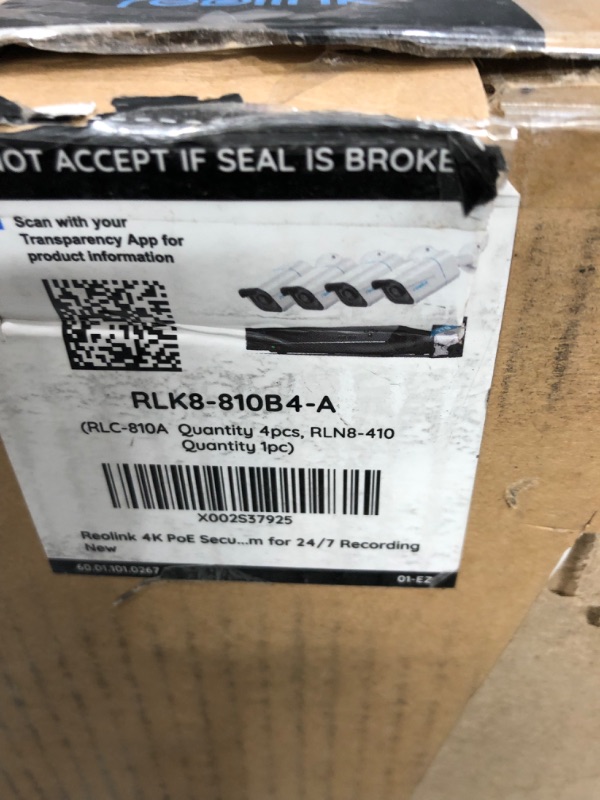 reolink
NOT ACCEPT IF SEAL IS BROKE
Scan with your
Transparency App for
product information
RLK8-810B4-A
(RLC-810A Quantity 4pcs, RLN8-410
Quantity 1pc)
X002S37925
Reolink 4K PoE Secu...m for 24/7 Recording
New
60.01.101.0267
01-EZ